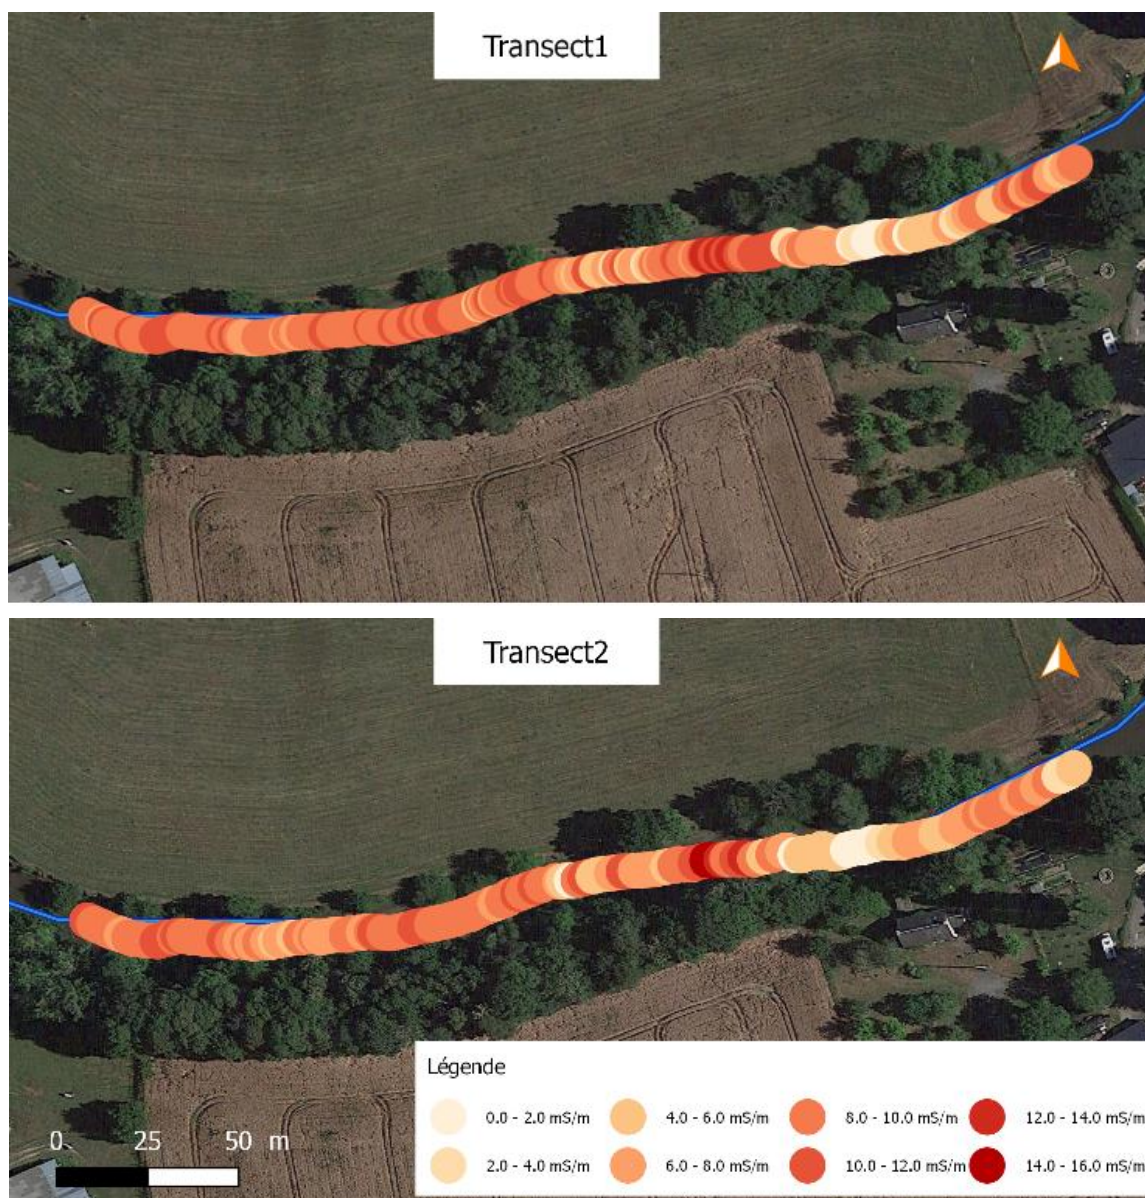 Transect1
Transect2
Légende
0.0 - 2.0 mS/m 4.0 - 6.0 mS/m 8.0 - 10.0 mS/m 12.0 - 14.0 mS/m
2.0 - 4.0 mS/m 6.0 - 8.0 mS/m 10.0 - 12.0 mS/m 14.0 - 16.0 mS/m
0 25 50 m